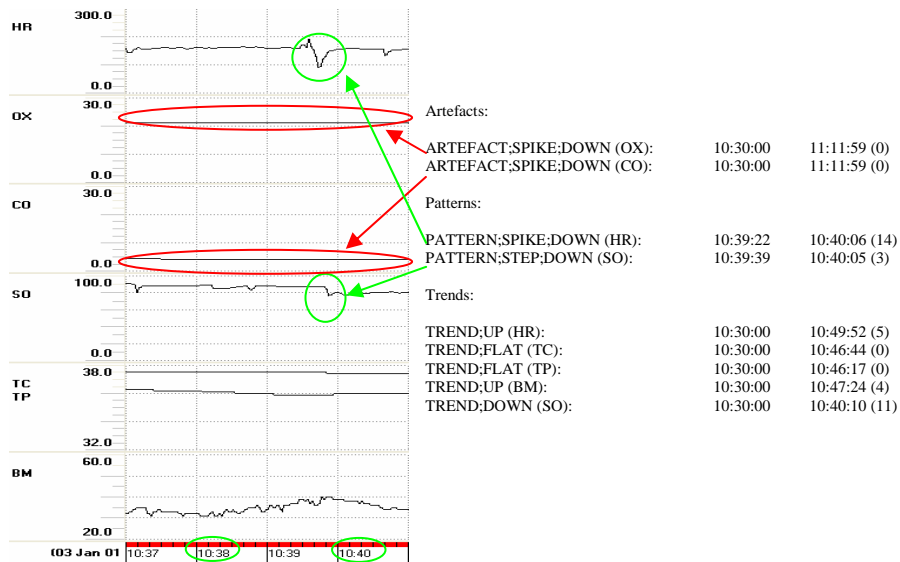 HR
300.0
0.0
OX
30.0
0.0
CO
30.0
0.0
SO
100.0
0.0
TC
TP
38.0
32.0
BM
60.0
20.0
(03 Jan 01 10:37 10:38 10:39 10:40
Artefacts:
ARTEFACT;SPIKE;DOWN (OX): 10:30:00 11:11:59 (0)
ARTEFACT;SPIKE;DOWN (CO): 10:30:00 11:11:59 (0)
Patterns:
PATTERN;SPIKE;DOWN (HR): 10:39:22 10:40:06 (14)
PATTERN;STEP;DOWN (SO): 10:39:39 10:40:05 (3)
Trends:
TREND;UP (HR): 10:30:00 10:49:52 (5)
TREND;FLAT (TC): 10:30:00 10:46:44 (0)
TREND;FLAT (TP): 10:30:00 10:46:17 (0)
TREND;UP (BM): 10:30:00 10:47:24 (4)
TREND;DOWN (SO): 10:30:00 10:40:10 (11)